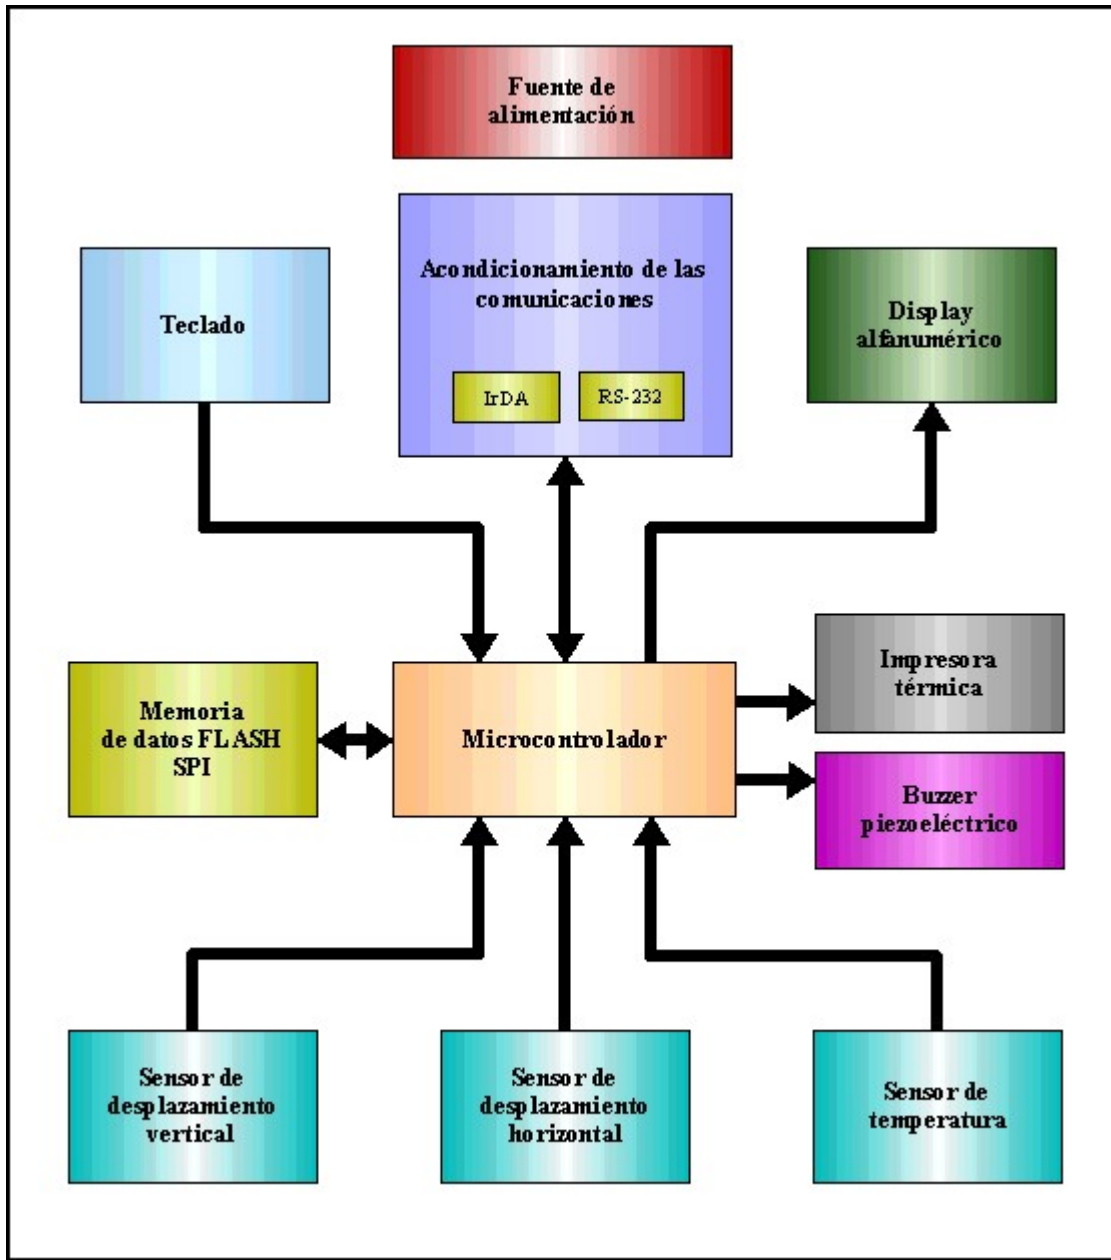 Fuente de
alimentación
Acondicionamiento de las
comunicaciones
IrDA
RS-232
Teclado
Display
alfanumérico
Memoria
de datos FLASH
SPI
Microcontrolador
Impresora
térmica
Buzzer
piezoeléctrico
Sensor de
desplazamiento
vertical
Sensor de
desplazamiento
horizontal
Sensor de
temperatura